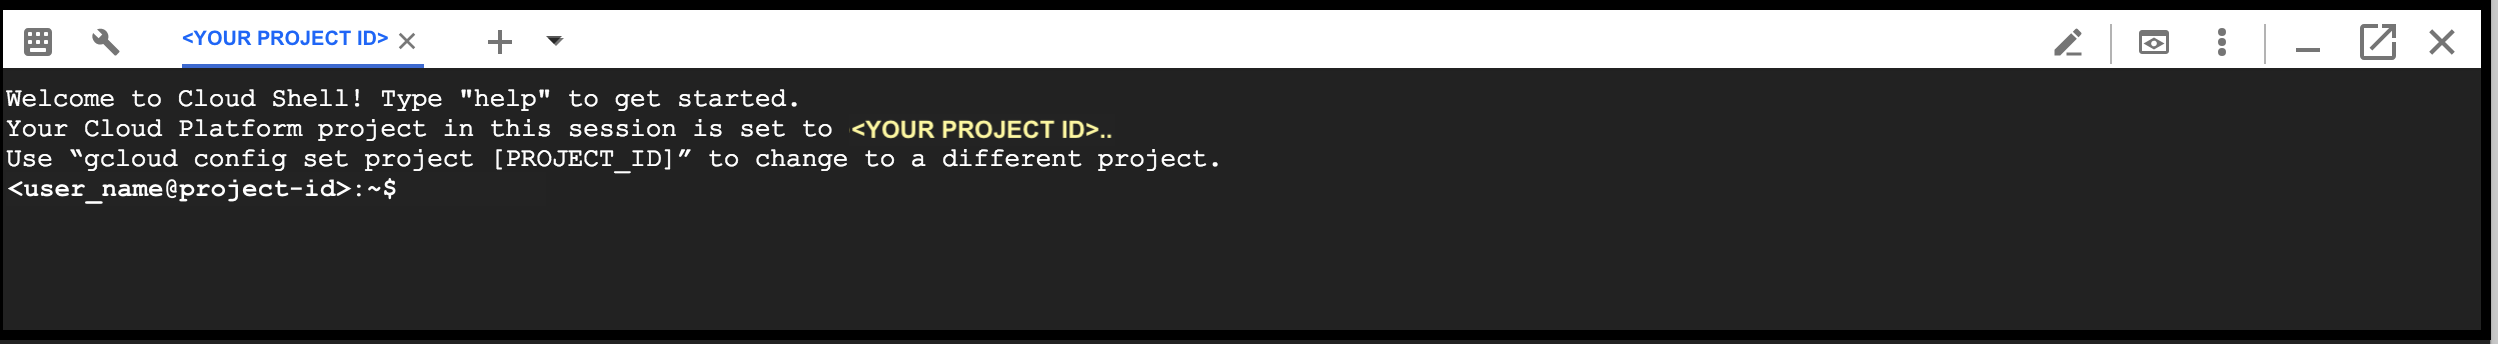 <YOUR PROJECT ID>
Welcome to Cloud Shell! Type "help" to get started.
Your Cloud Platform project in this session is set to <YOUR PROJECT ID>..
Use “gcloud config set project [PROJECT_ID]” to change to a different project.
<user_name@project-id>:~$